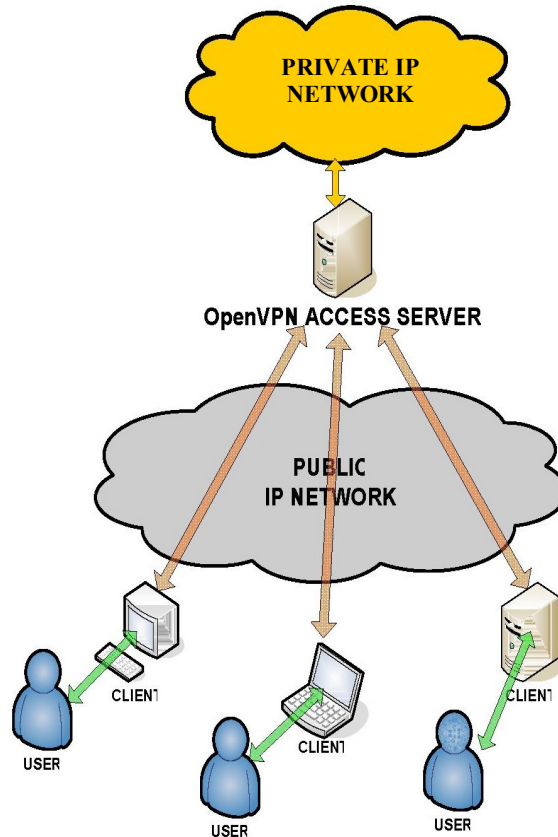 PRIVATE IP
NETWORK
OpenVPN ACCESS SERVER
PUBLIC
IP NETWORK
CLIENT
CLIENT
CLIENT
USER
USER
USER